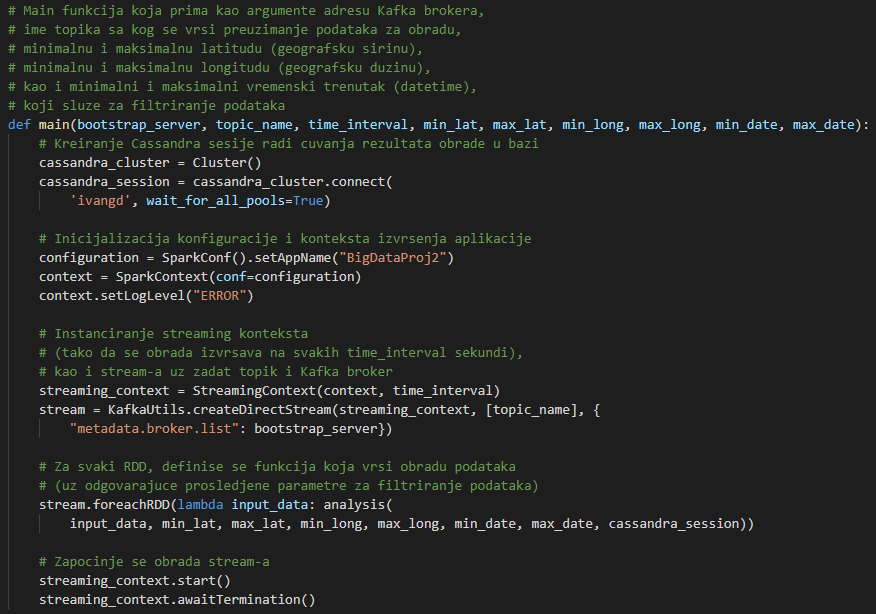 # Main funkcija koja prima kao argumente adresu Kafka brokera,
# ime topika sa kog se vrsi preuzimanje podataka za obradu,
# minimalnu i maksimalnu latitudu (geografsku sirinu),
# minimalnu i maksimalnu longitudu (geografsku duzinu),
# kao i minimalni i maksimalni vremenski trenutak (datetime),
# koji sluze za filtriranje podataka
def main(bootstrap_server, topic_name, time_interval, min_lat, max_lat, min_long, max_long, min_date, max_date):
    # Kreiranje Cassandra sesije radi cuvanja rezultata obrade u bazi
    cassandra_cluster = Cluster()
    cassandra_session = cassandra_cluster.connect(
        'ivangd', wait_for_all_pools=True)

    # Inicijalizacija konfiguracije i konteksta izvrsenja aplikacije
    configuration = SparkConf().setAppName("BigDataProj2")
    context = SparkContext(conf=configuration)
    context.setLogLevel("ERROR")

    # Instanciranje streaming konteksta
    # (tako da se obrada izvrsava na svakih time_interval sekundi),
    # kao i stream-a uz zadat topik i Kafka broker
    streaming_context = StreamingContext(context, time_interval)
    stream = KafkaUtils.createDirectStream(streaming_context, [topic_name], {
        "metadata.broker.list": bootstrap_server})

    # Za svaki RDD, definise se funkcija koja vrsi obradu podataka
    # (uz odgovarajuce prosledjene parametre za filtriranje podataka)
    stream.foreachRDD(lambda input_data: analysis(
        input_data, min_lat, max_lat, min_long, max_long, min_date, max_date, cassandra_session))

    # Zapocinje se obrada stream-a
    streaming_context.start()
    streaming_context.awaitTermination()